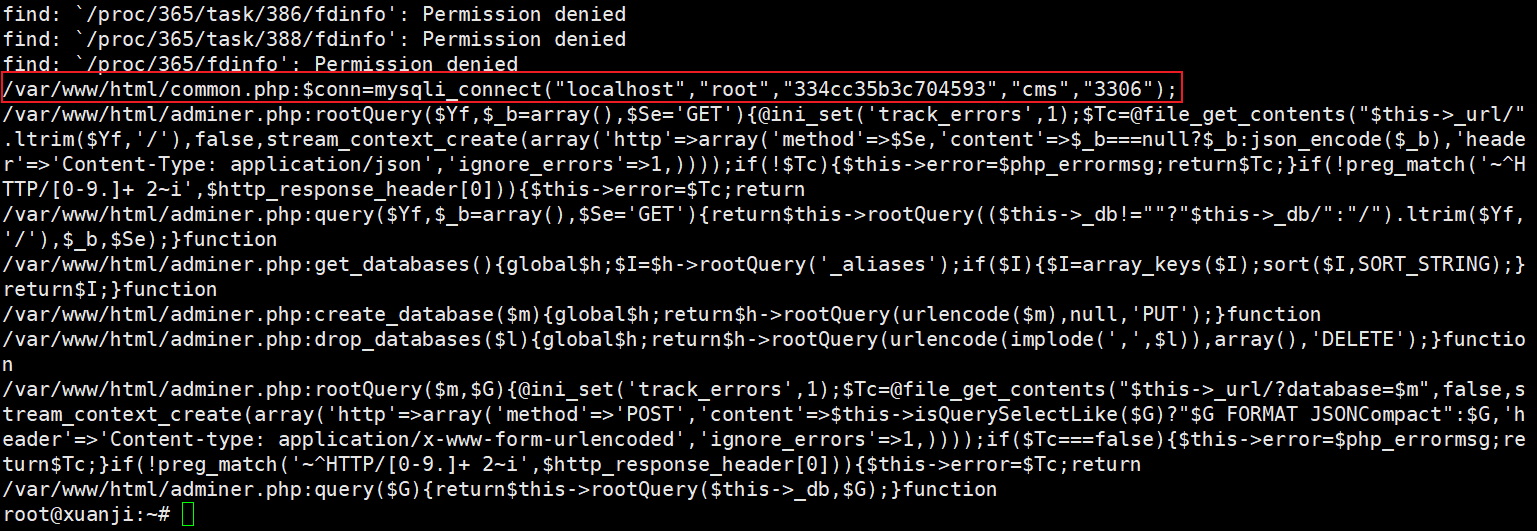 find: `/proc/365/task/386/fdinfo': Permission denied
find: `/proc/365/task/388/fdinfo': Permission denied
find: `/proc/365/fdinfo': Permission denied
/var/www/html/common.php:$conn=mysqli_connect("localhost","root","334cc35b3c704593","cms","3306");
/var/www/html/adminer.php:rootQuery($Yf,$_b=array(),$Se='GET'){@ini_set('track_errors',1);$Tc=@file_get_contents("$this->_url/"
.ltrim($Yf,'/'),false,stream_context_create(array('http'=>array('method'=>$Se,'content'=>$_b===null?$_b:json_encode($_b),'heade
r'=>'Content-Type: application/json','ignore_errors'=>1,))));if(!$Tc){$this->error=$php_errormsg;return$Tc;}if(!preg_match('~^H
TTP/[0-9.]+ 2~i',$http_response_header[0])){$this->error=$Tc;return
/var/www/html/adminer.php:query($Yf,$_b=array(),$Se='GET'){return$this->rootQuery(($this->_db!=""?"$this->_db/":"/").ltrim($Yf,
'/'),$_b,$Se);}function
/var/www/html/adminer.php:get_databases(){global$h;$I=$h->rootQuery('_aliases');if($I){$I=array_keys($I);sort($I,SORT_STRING);}
return$I;}function
/var/www/html/adminer.php:create_database($m){global$h;return$h->rootQuery(urlencode($m),null,'PUT');}function
/var/www/html/adminer.php:drop_databases($l){global$h;return$h->rootQuery(urlencode(implode(',',$l)),array(),'DELETE');}functio
n
/var/www/html/adminer.php:rootQuery($m,$G){@ini_set('track_errors',1);$Tc=@file_get_contents("$this->_url/?database=$m",false,s
tream_context_create(array('http'=>array('method'=>'POST','content'=>$this->isQuerySelectLike($G)?"$G FORMAT JSONCompact":$G,'h
eader'=>'Content-type: application/x-www-form-urlencoded','ignore_errors'=>1,))));if($Tc===false){$this->error=$php_errormsg;re
turn$Tc;}if(!preg_match('~^HTTP/[0-9.]+ 2~i',$http_response_header[0])){$this->error=$Tc;return
/var/www/html/adminer.php:query($G){return$this->rootQuery($this->_db,$G);}function
root@xuanji:~#